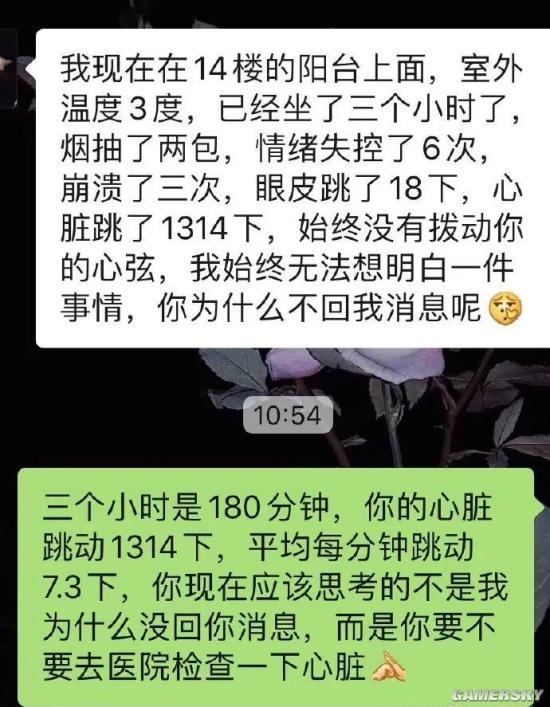 我现在在14楼的阳台上面，室外
温度3度，已经坐了三个小时了，
烟抽了两包，情绪失控了6次，
崩溃了三次，眼皮跳了18下，心
脏跳了1314下，始终没有拨动你
的心弦，我始终无法想明白一件
事情，你为什么不回我消息呢
10:54
三个小时是180分钟，你的心脏
跳动1314下，平均每分钟跳动
7.3下，你现在应该思考的不是我
为什么没回你消息，而是你要不
要去医院检查一下心脏
GAMERSKY